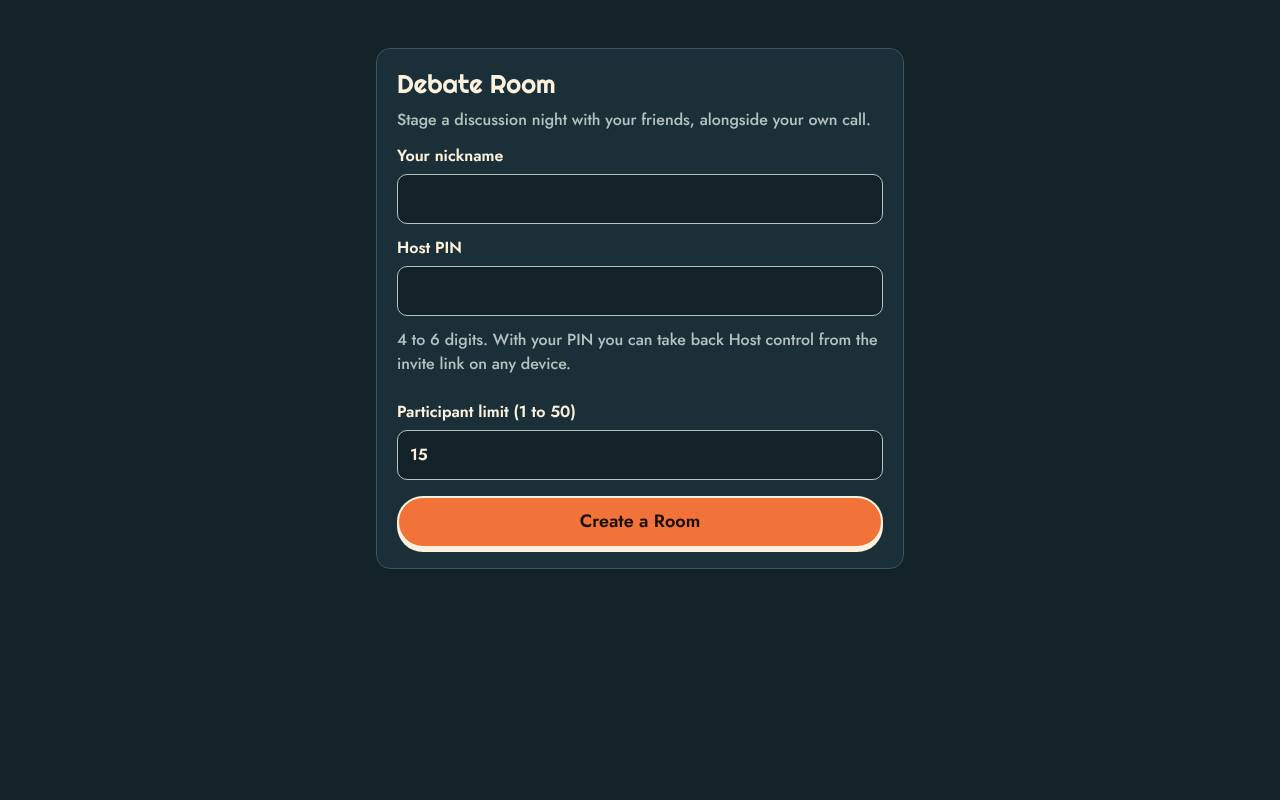 Debate Room
Stage a discussion night with your friends, alongside your own call.
Your nickname
Host PIN
4 to 6 digits. With your PIN you can take back Host control from the
invite link on any device.
Participant limit (1 to 50)
15
Create a Room